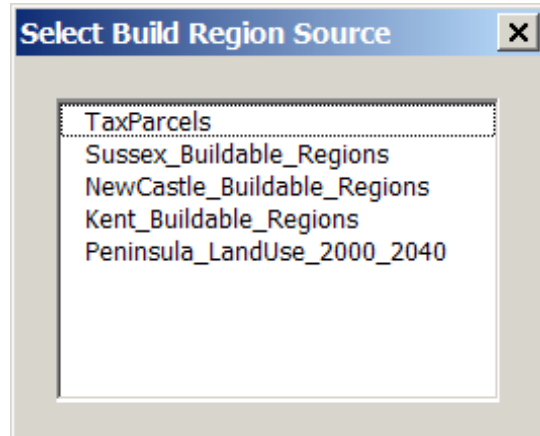 Select Build Region Source
TaxParcels
Sussex_Buildable_Regions
NewCastle_Buildable_Regions
Kent_Buildable_Regions
Peninsula_LandUse_2000_2040